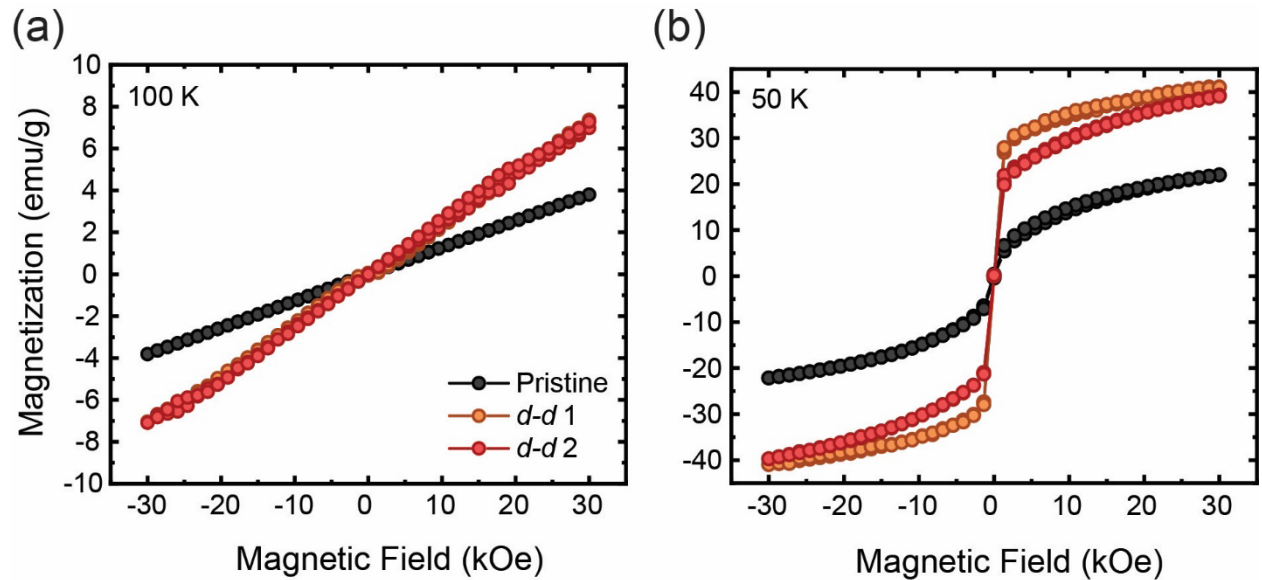 (a)
100 K
Magnetization (emu/g)
10
8
6
4
2
0
-2
-4
-6
-8
-10
Pristine
d-d 1
d-d 2
-30 -20 -10 0 10 20 30
Magnetic Field (kOe)
(b)
50 K
40
30
20
10
0
-10
-20
-30
-40
-30 -20 -10 0 10 20 30
Magnetic Field (kOe)